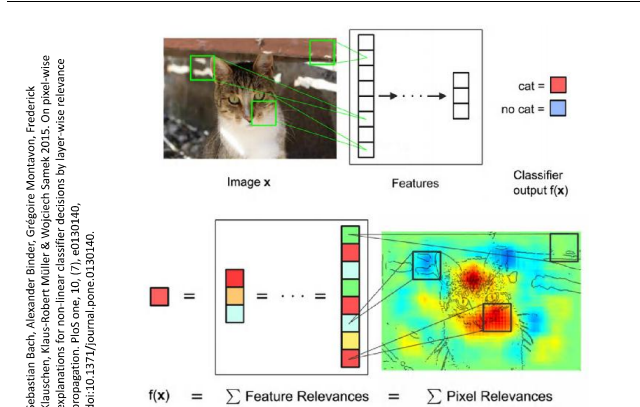 Sebastian Bach, Alexander Binder, Grégoire Montavon, Frederick
Klauschen, Klaus-Robert Müller & Wojciech Samek 2015. On pixel-wise
explanations for non-linear classifier decisions by layer-wise relevance
propagation. PloS one, 10, (7), e0130140,
doi:10.1371/journal.pone.0130140.
cat =
no cat =
Image x
Features
Classifier
output f(x)
= = · · · =
f(x) = ∑ Feature Relevances = ∑ Pixel Relevances